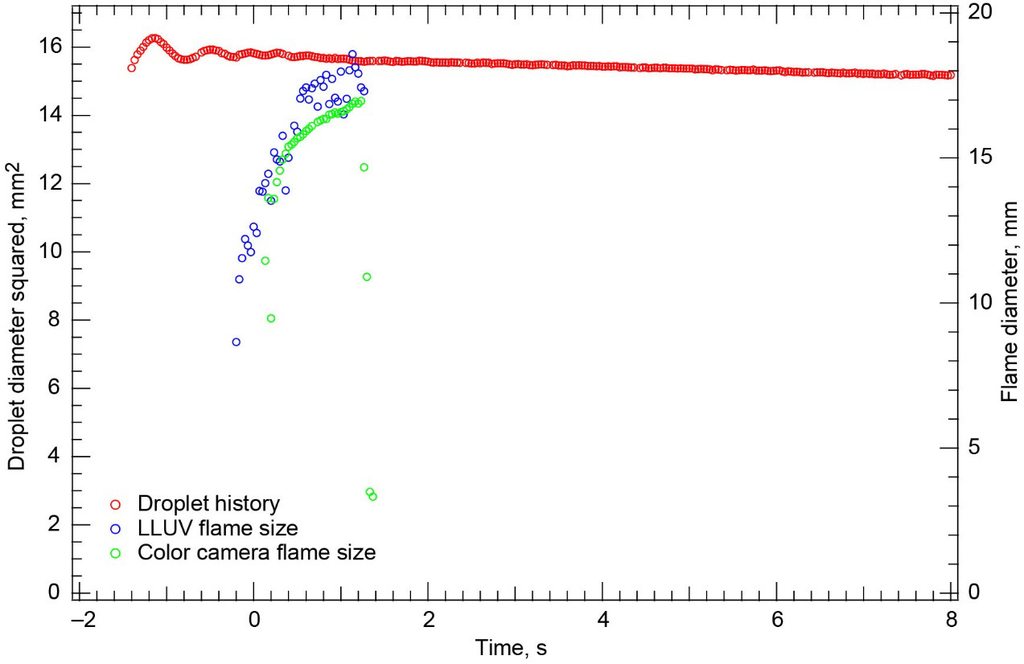 20
16
14
15
12
10
10
8
6
5
4
2
0
0
Droplet diameter squared, mm2
Flame diameter, mm
Droplet history
LLUV flame size
Color camera flame size
–2 0 2 4 6 8
Time, s